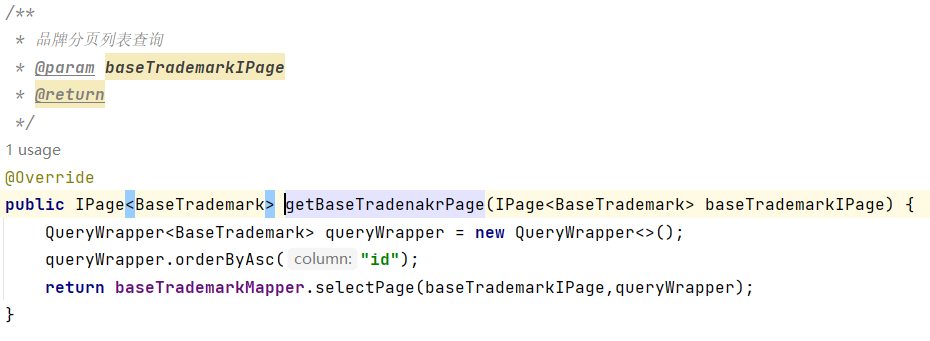 /**
 * 品牌分页列表查询
 * @param baseTrademarkIPage
 * @return
 */
1 usage
@Override
public IPage<BaseTrademark> getBaseTradenakrPage(IPage<BaseTrademark> baseTrademarkIPage) {
    QueryWrapper<BaseTrademark> queryWrapper = new QueryWrapper<>();
    queryWrapper.orderByAsc( column: "id");
    return baseTrademarkMapper.selectPage(baseTrademarkIPage,queryWrapper);
}